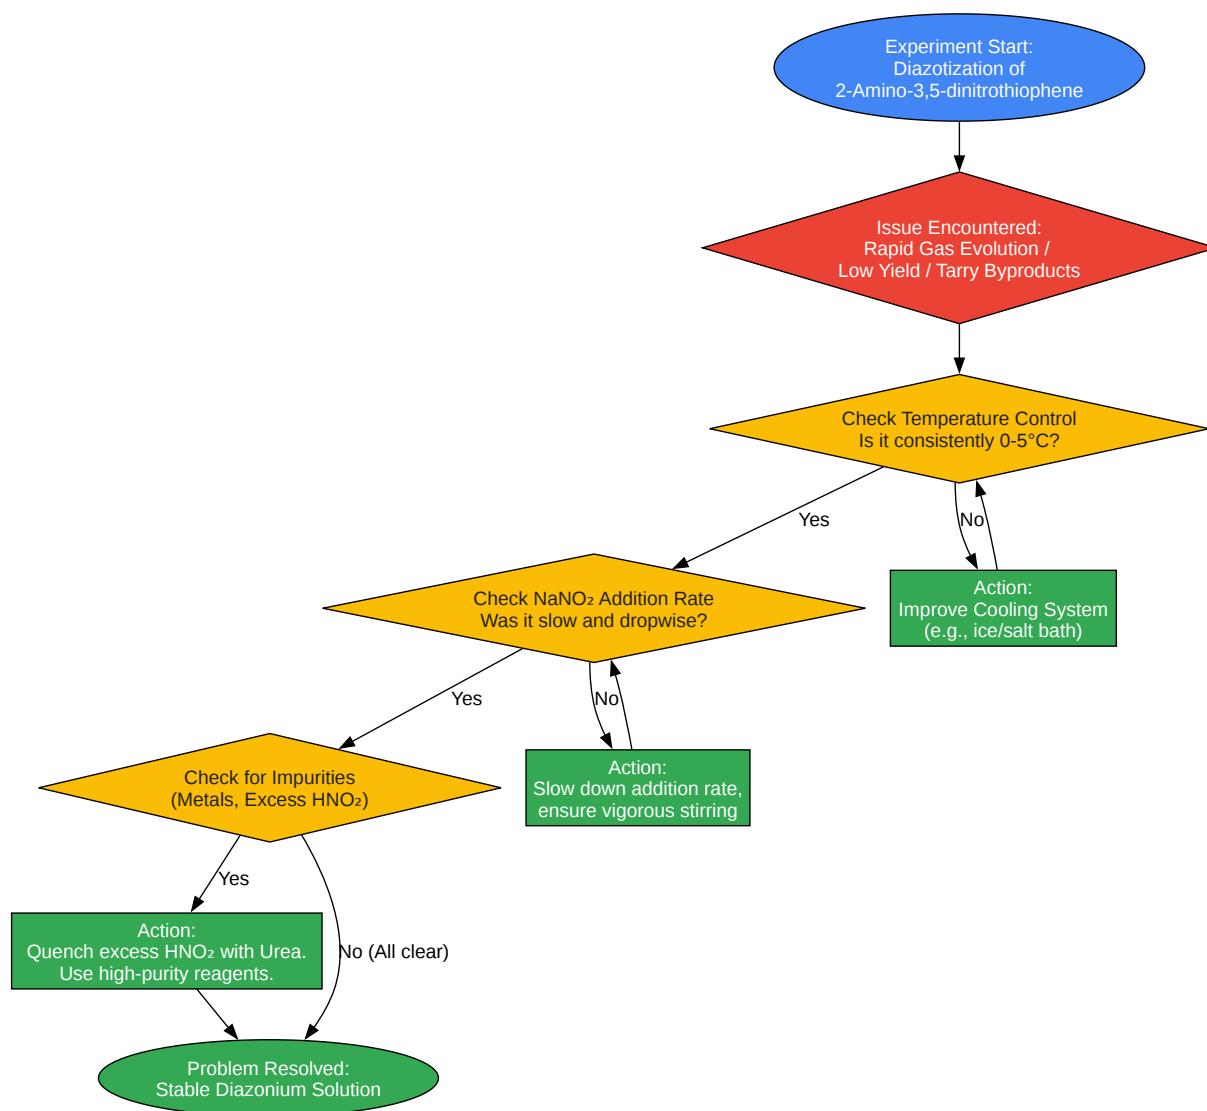 Experiment Start:
Diazotization of
2-Amino-3,5-dinitrothiophene
Issue Encountered:
Rapid Gas Evolution /
Low Yield / Tarry Byproducts
Check Temperature Control
Is it consistently 0-5°C?
Yes
No
Action:
Improve Cooling System
(e.g., ice/salt bath)
Check NaNO₂ Addition Rate
Was it slow and dropwise?
Yes
No
Action:
Slow down addition rate,
ensure vigorous stirring
Check for Impurities
(Metals, Excess HNO₂)
Yes
No (All clear)
Action:
Quench excess HNO₂ with Urea.
Use high-purity reagents.
Problem Resolved:
Stable Diazonium Solution